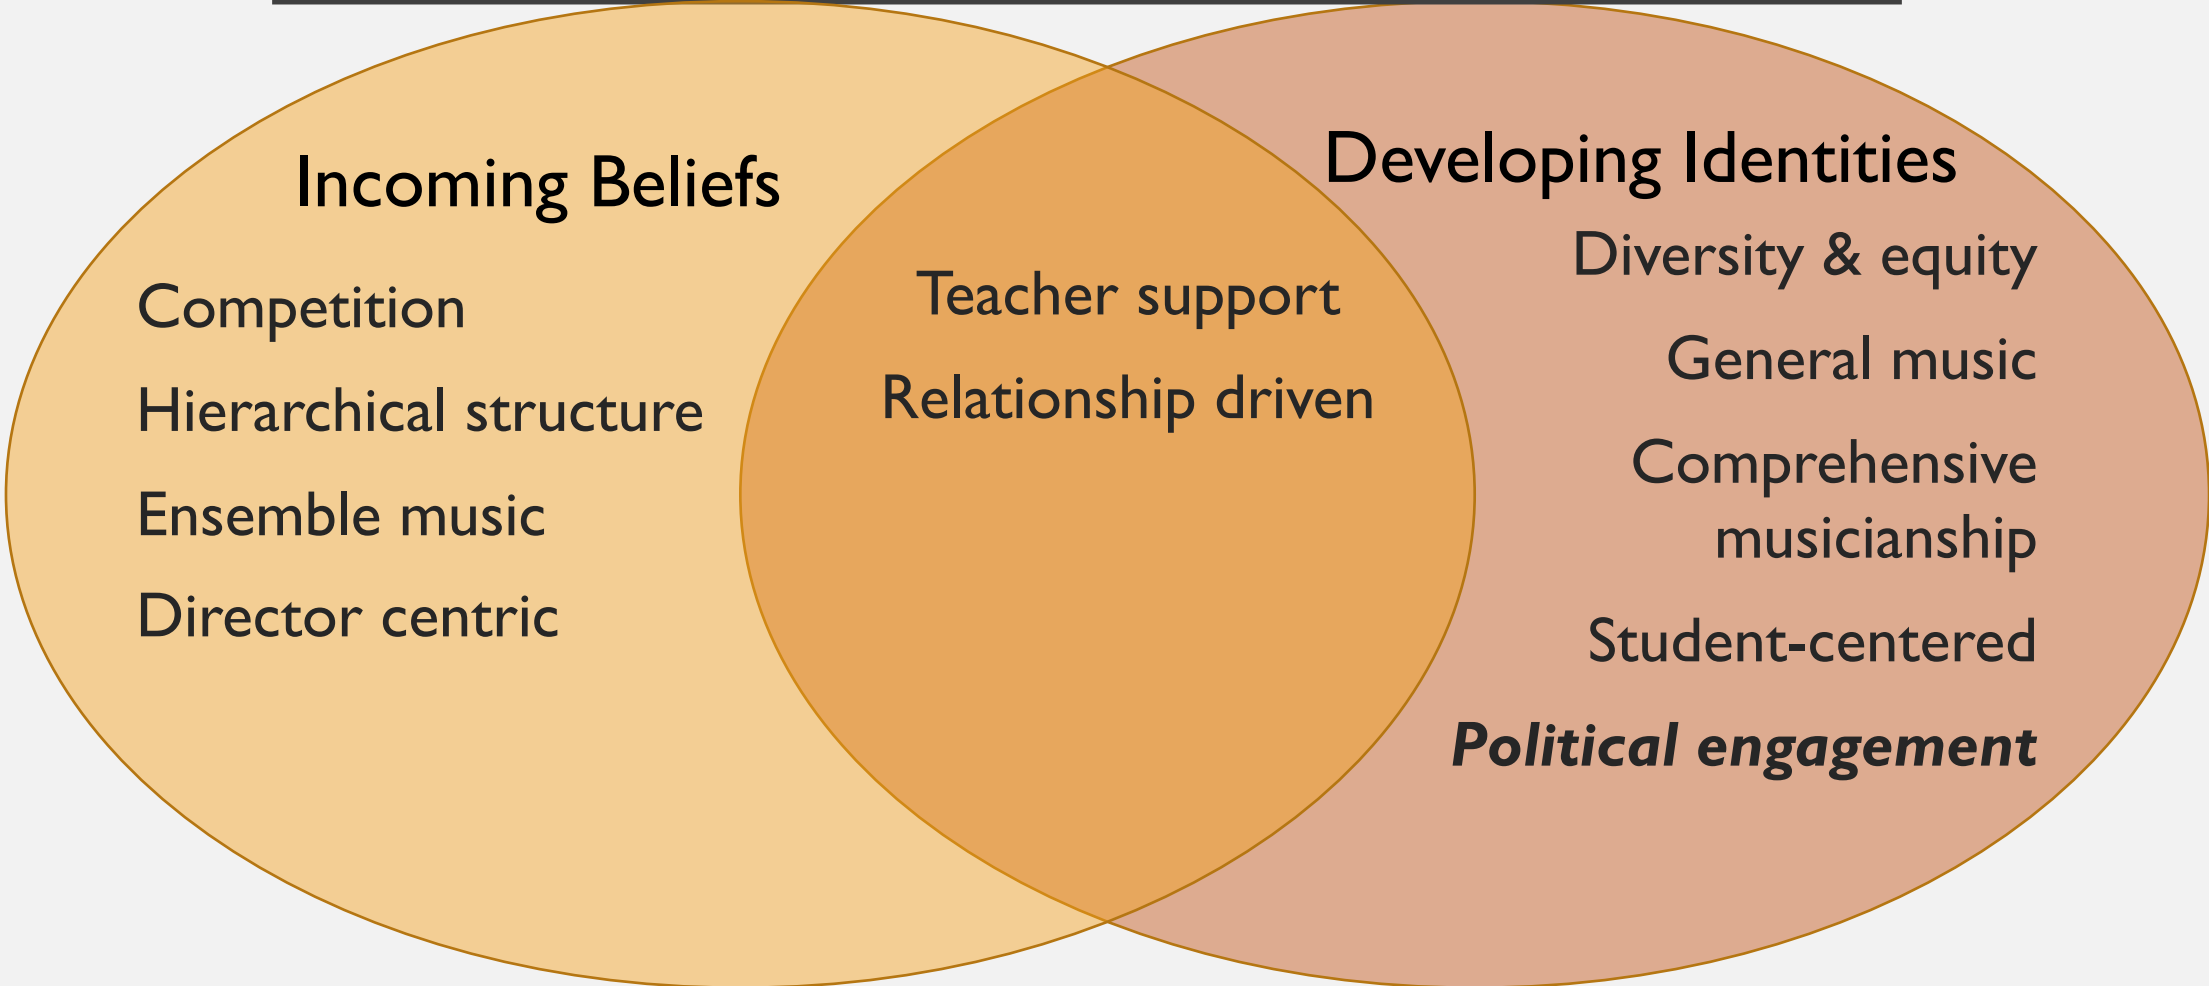 Incoming Beliefs
Competition
Hierarchical structure
Ensemble music
Director centric
Teacher support
Relationship driven
Developing Identities
Diversity & equity
General music
Comprehensive
musicianship
Student-centered
Political engagement